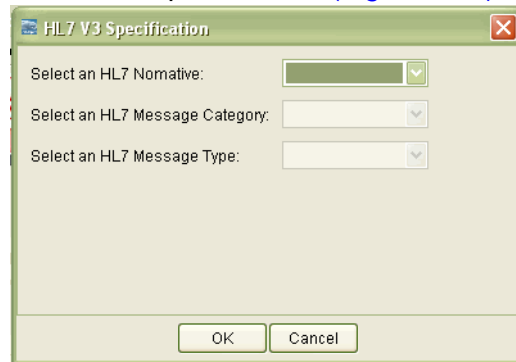 HL7 V3 Specification
Select an HL7 Nomative:
Select an HL7 Message Category:
Select an HL7 Message Type:
OK Cancel